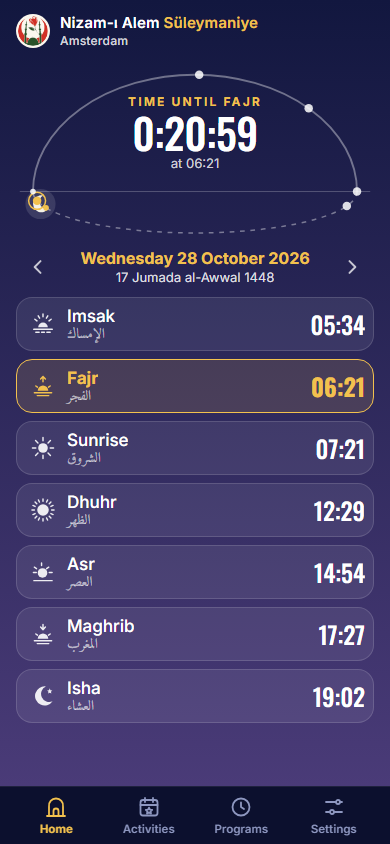 Nizam-ı Alem Süleymaniye
Amsterdam
TIME UNTIL FAJR
0:20:59
at 06:21
Wednesday 28 October 2026
17 Jumada al-Awwal 1448
Imsak
الإمساك
05:34
Fajr
الفجر
06:21
Sunrise
الشروق
07:21
Dhuhr
الظهر
12:29
Asr
العصر
14:54
Maghrib
المغرب
17:27
Isha
العشاء
19:02
Home
Activities
Programs
Settings